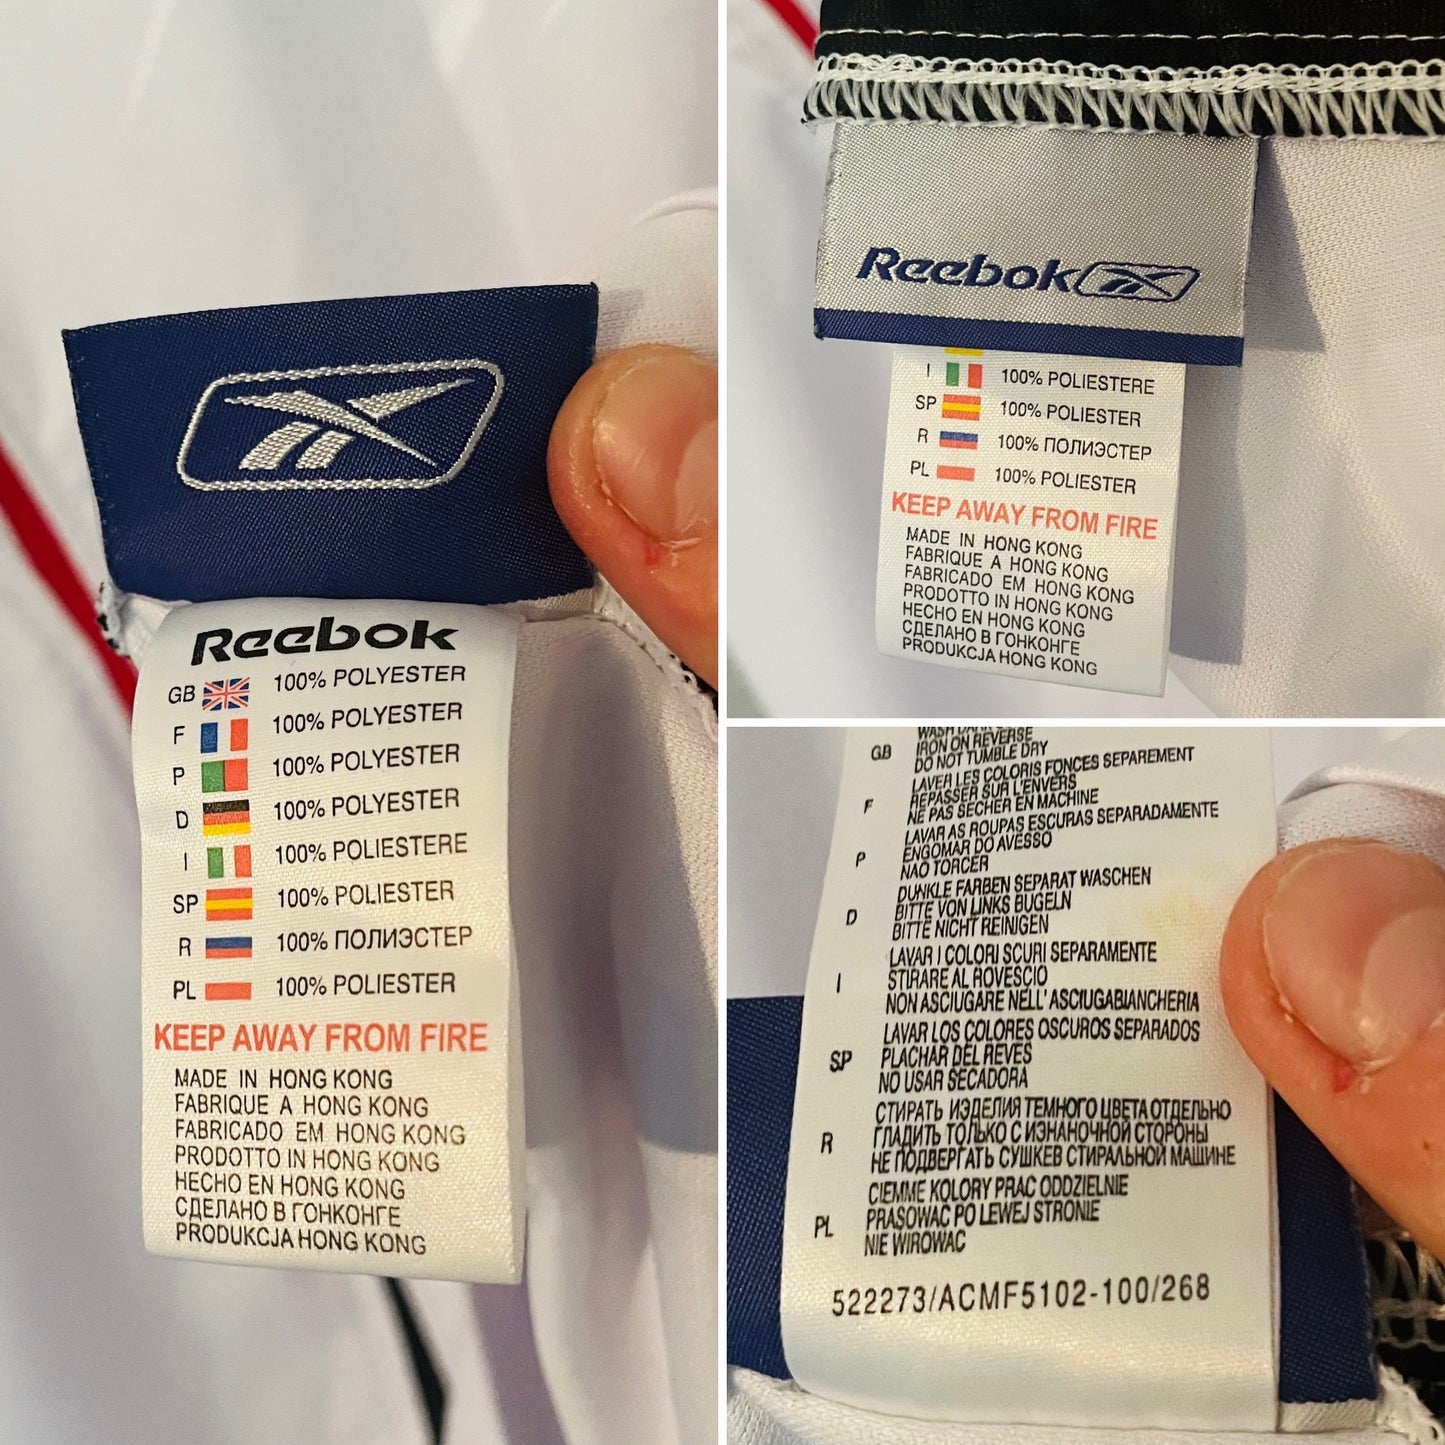 Reebok
GB 100% POLYESTER
F 100% POLYESTER
P 100% POLYESTER
D 100% POLYESTER
I 100% POLIESTERE
SP 100% POLIESTER
R 100% ПОЛИЭСТЕР
PL 100% POLIESTER
KEEP AWAY FROM FIRE
MADE IN HONG KONG
FABRIQUE A HONG KONG
FABRICADO EM HONG KONG
PRODOTTO IN HONG KONG
HECHO EN HONG KONG
СДЕЛАНО В ГОНКОНГЕ
PRODUKCJA HONG KONG
Reebok
I 100% POLIESTERE
SP 100% POLIESTER
R 100% ПОЛИЭСТЕР
PL 100% POLIESTER
KEEP AWAY FROM FIRE
MADE IN HONG KONG
FABRIQUE A HONG KONG
FABRICADO EM HONG KONG
PRODOTTO IN HONG KONG
HECHO EN HONG KONG
СДЕЛАНО В ГОНКОНГЕ
PRODUKCJA HONG KONG
GB IRON ON REVERSE
DO NOT TUMBLE DRY
LAVER LES COLORIS FONCES SEPAREMENT
F REPASSER SUR L'ENVERS
NE PAS SECHER EN MACHINE
LAVAR AS ROUPAS ESCURAS SEPARADAMENTE
P ENGOMAR DO AVESSO
NAO TORCER
DUNKLE FARBEN SEPARAT WASCHEN
D BITTE VON LINKS BUGELN
BITTE NICHT REINIGEN
LAVAR I COLORI SCURI SEPARAMENTE
I STIRARE AL ROVESCIO
NON ASCIUGARE NELL' ASCIUGABIANCHERIA
LAVAR LOS COLORES OSCUROS SEPARADOS
SP PLACHAR DEL REVES
NO USAR SECADORA
СТИРАТЬ ИЗДЕЛИЯ ТЕМНОГО ЦВЕТА ОТДЕЛЬНО
R ГЛАДИТЬ ТОЛЬКО С ИЗНАНОЧНОЙ СТОРОНЫ
НЕ ПОДВЕРГАТЬ СУШКЕВ СТИРАЛЬНОЙ МАШИНЕ
CIEMME KOLORY PRAC ODDZIELNIE
PL PRASOWAC PO LEWEJ STRONIE
NIE WIROWAC
522273/ACMF5102-100/268